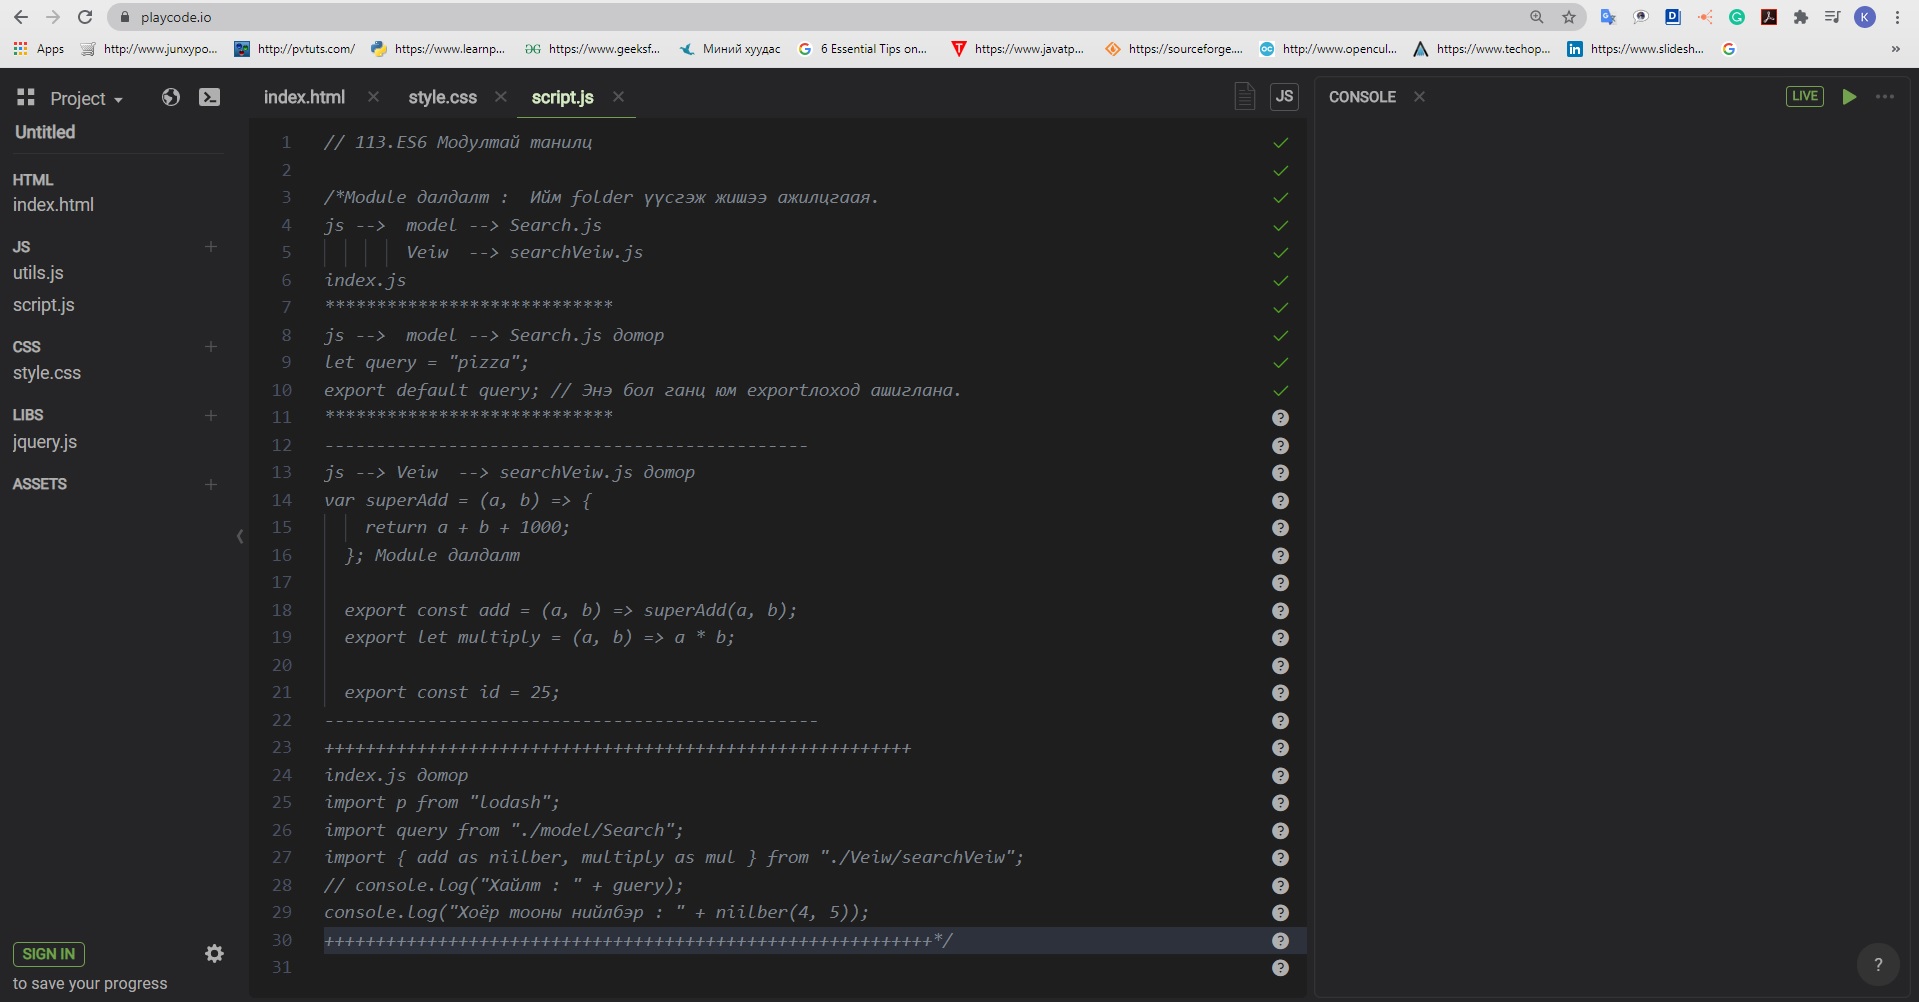 playcode.io
Apps
http://www.junxypo...
http://pvtuts.com/
https://www.learnp...
https://www.geeksf...
Миний хуудас
6 Essential Tips on...
https://www.javatp...
https://sourceforge....
http://www.opencul...
https://www.techop...
https://www.slidesh...
K
Project
Untitled
HTML
index.html
JS
utils.js
script.js
CSS
style.css
LIBS
jquery.js
ASSETS
SIGN IN
to save your progress
index.html
style.css
script.js
JS
1 // 113.ES6 Модултай танилц
2
3 /*Module далдалт :  Ийм folder үүсгэж жишээ ажилцгаая.
4 js -->  model --> Search.js
5         Veiw  --> searchVeiw.js
6 index.js
7 ****************************
8 js -->  model --> Search.js дотор
9 let query = "pizza";
10 export default query; // Энэ бол ганц юм exportлоход ашиглана.
11 ****************************
12 -----------------------------------------------
13 js --> Veiw  --> searchVeiw.js дотор
14 var superAdd = (a, b) => {
15     return a + b + 1000;
16   }; Module далдалт
17
18   export const add = (a, b) => superAdd(a, b);
19   export let multiply = (a, b) => a * b;
20
21   export const id = 25;
22 ------------------------------------------------
23 +++++++++++++++++++++++++++++++++++++++++++++++++++++++++
24 index.js дотор
25 import p from "lodash";
26 import query from "./model/Search";
27 import { add as niilber, multiply as mul } from "./Veiw/searchVeiw";
28 // console.log("Хайлт : " + guery);
29 console.log("Хоёр тооны нийлбэр : " + niilber(4, 5));
30 +++++++++++++++++++++++++++++++++++++++++++++++++++++++++++*/
31
CONSOLE
LIVE
?